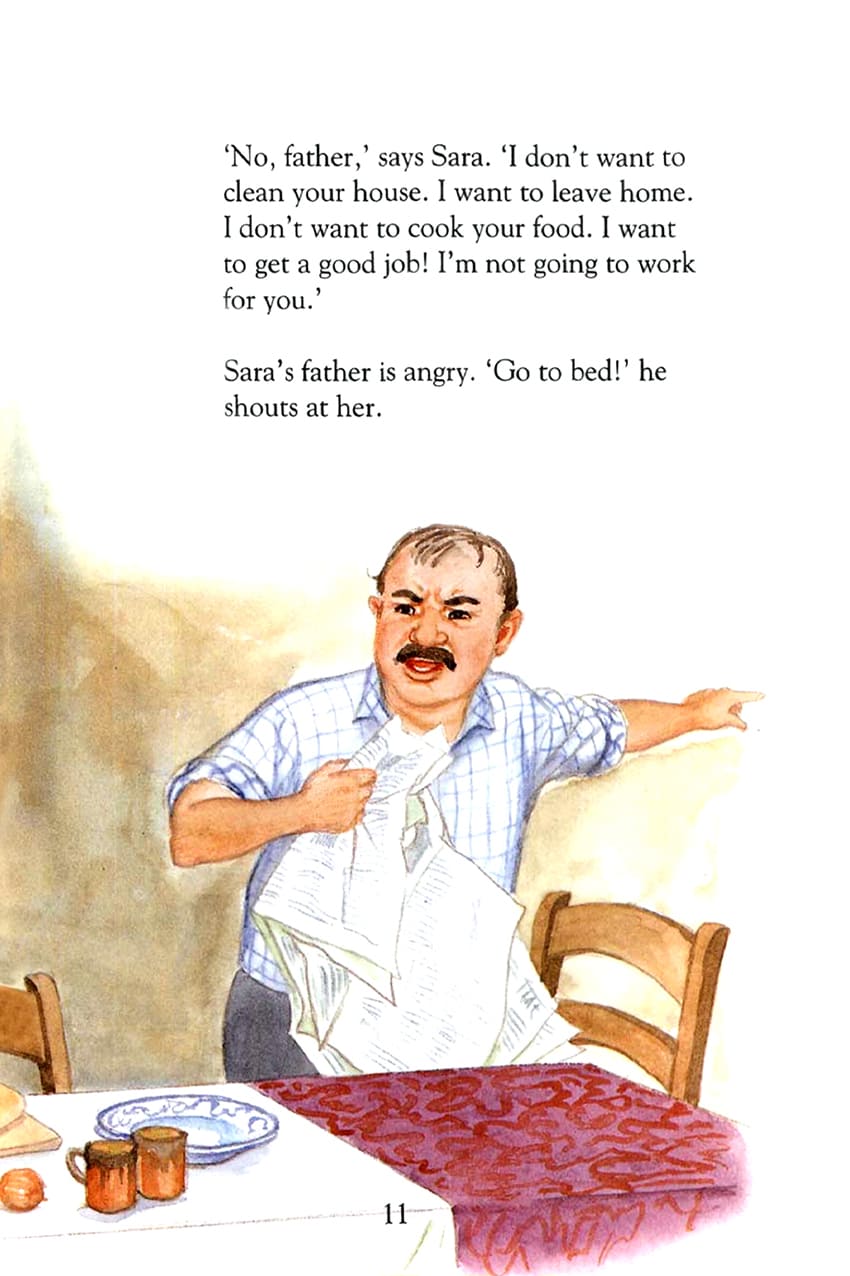 ‘No, father,’ says Sara. ‘I don’t want to
clean your house. I want to leave home.
I don’t want to cook your food. I want
to get a good job! I’m not going to work
for you.’
Sara’s father is angry. ‘Go to bed!’ he
shouts at her.
11